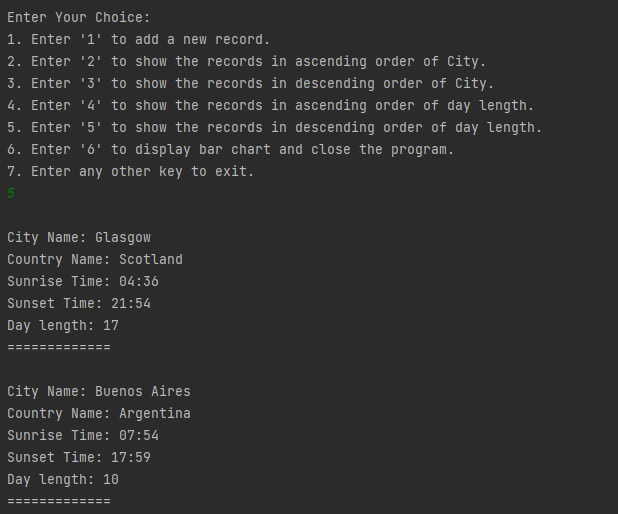 Enter Your Choice:
1. Enter '1' to add a new record.
2. Enter '2' to show the records in ascending order of City.
3. Enter '3' to show the records in descending order of City.
4. Enter '4' to show the records in ascending order of day length.
5. Enter '5' to show the records in descending order of day length.
6. Enter '6' to display bar chart and close the program.
7. Enter any other key to exit.
5
City Name: Glasgow
Country Name: Scotland
Sunrise Time: 04:36
Sunset Time: 21:54
Day length: 17
=============
City Name: Buenos Aires
Country Name: Argentina
Sunrise Time: 07:54
Sunset Time: 17:59
Day length: 10
=============